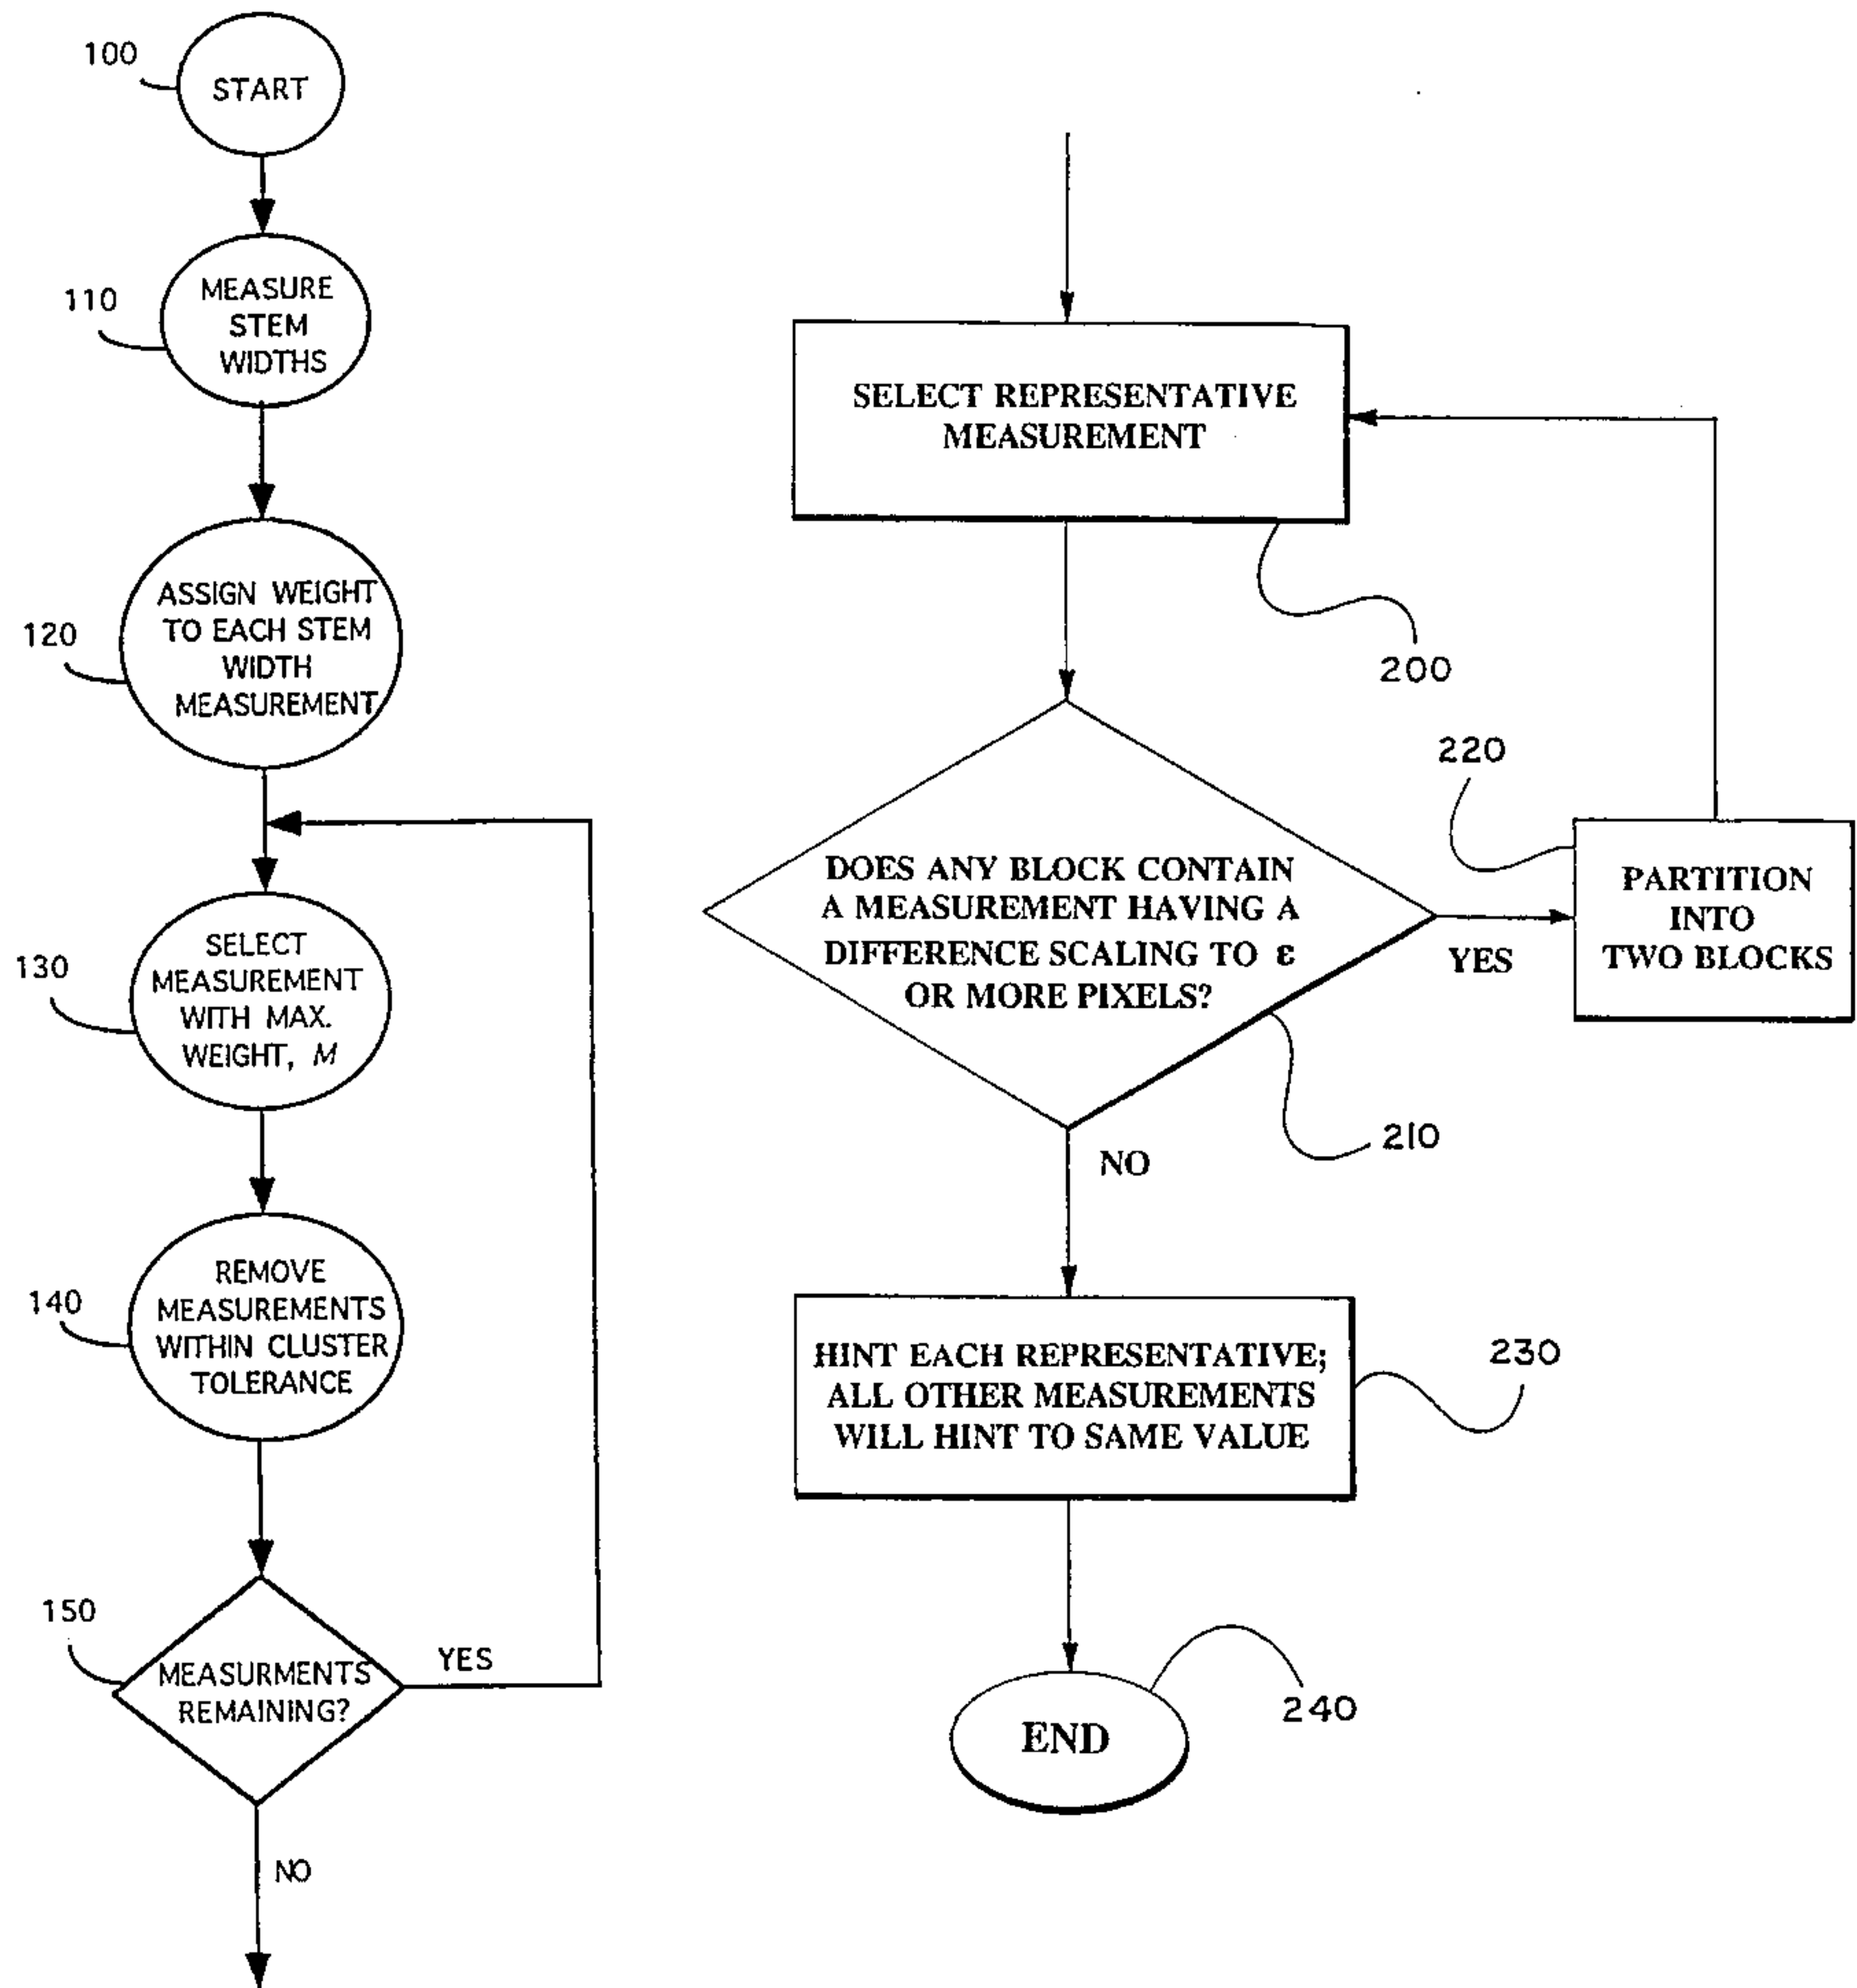 100
START
110
MEASURE
STEM
WIDTHS
120
ASSIGN WEIGHT
TO EACH STEM
WIDTH
MEASUREMENT
130
SELECT
MEASUREMENT
WITH MAX.
WEIGHT, M
140
REMOVE
MEASUREMENTS
WITHIN CLUSTER
TOLERANCE
150
MEASURMENTS
REMAINING?
YES
NO
SELECT REPRESENTATIVE
MEASUREMENT
200
DOES ANY BLOCK CONTAIN
A MEASUREMENT HAVING A
DIFFERENCE SCALING TO ε
OR MORE PIXELS?
YES
210
220
PARTITION
INTO
TWO BLOCKS
NO
HINT EACH REPRESENTATIVE;
ALL OTHER MEASUREMENTS
WILL HINT TO SAME VALUE
230
END
240